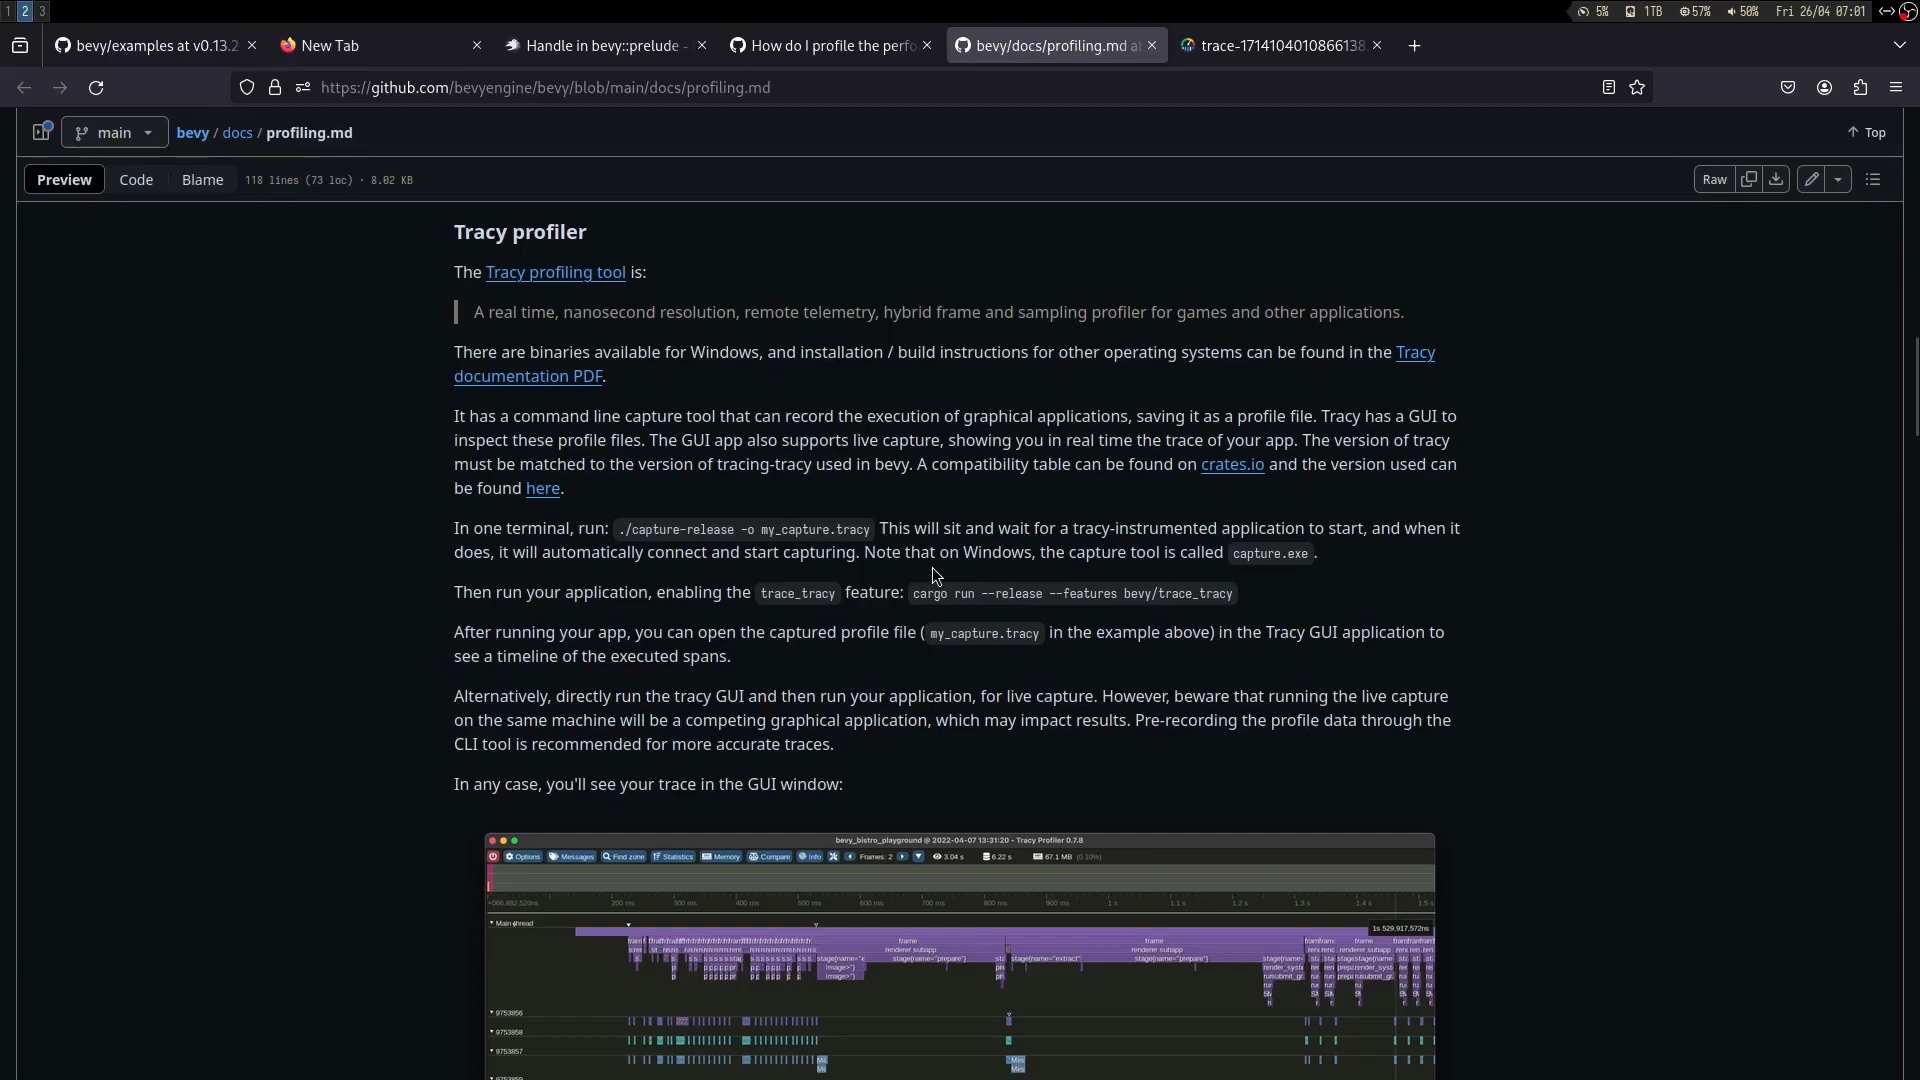 1 2 3
5% 1TB 57% 50% Fri 26/04 07:01
bevy/examples at v0.13.2 New Tab Handle in bevy::prelude - How do I profile the perfo bevy/docs/profiling.md at trace-1714104010866138
https://github.com/bevyengine/bevy/blob/main/docs/profiling.md
main bevy / docs / profiling.md Top
Preview Code Blame 118 lines (73 loc) · 8.02 KB Raw
Tracy profiler
The Tracy profiling tool is:
A real time, nanosecond resolution, remote telemetry, hybrid frame and sampling profiler for games and other applications.
There are binaries available for Windows, and installation / build instructions for other operating systems can be found in the Tracy
documentation PDF.
It has a command line capture tool that can record the execution of graphical applications, saving it as a profile file. Tracy has a GUI to
inspect these profile files. The GUI app also supports live capture, showing you in real time the trace of your app. The version of tracy
must be matched to the version of tracing-tracy used in bevy. A compatibility table can be found on crates.io and the version used can
be found here.
In one terminal, run: ./capture-release -o my_capture.tracy This will sit and wait for a tracy-instrumented application to start, and when it
does, it will automatically connect and start capturing. Note that on Windows, the capture tool is called capture.exe.
Then run your application, enabling the trace_tracy feature: cargo run --release --features bevy/trace_tracy
After running your app, you can open the captured profile file (my_capture.tracy in the example above) in the Tracy GUI application to
see a timeline of the executed spans.
Alternatively, directly run the tracy GUI and then run your application, for live capture. However, beware that running the live capture
on the same machine will be a competing graphical application, which may impact results. Pre-recording the profile data through the
CLI tool is recommended for more accurate traces.
In any case, you'll see your trace in the GUI window:
bevy_bistro_playground @ 2022-04-07 13:31:20 - Tracy Profiler 0.7.8
Options Messages Find zone Statistics Memory Compare Info Frames: 2 3.04 s 6.22 s 67.1 MB (0.10%)
200 ms 300 ms 400 ms 500 ms 600 ms 700 ms 800 ms 900 ms 1 s 1.1 s 1.2 s 1.3 s 1.4 s 1.5 s
Main thread 1s 529,917,572ns
frame frame frame
renderer subapp renderer subapp renderer subapp
stage{name="prepare"} stage{name="extract" stage{name="prepare"}
9753856
9753858
9753857